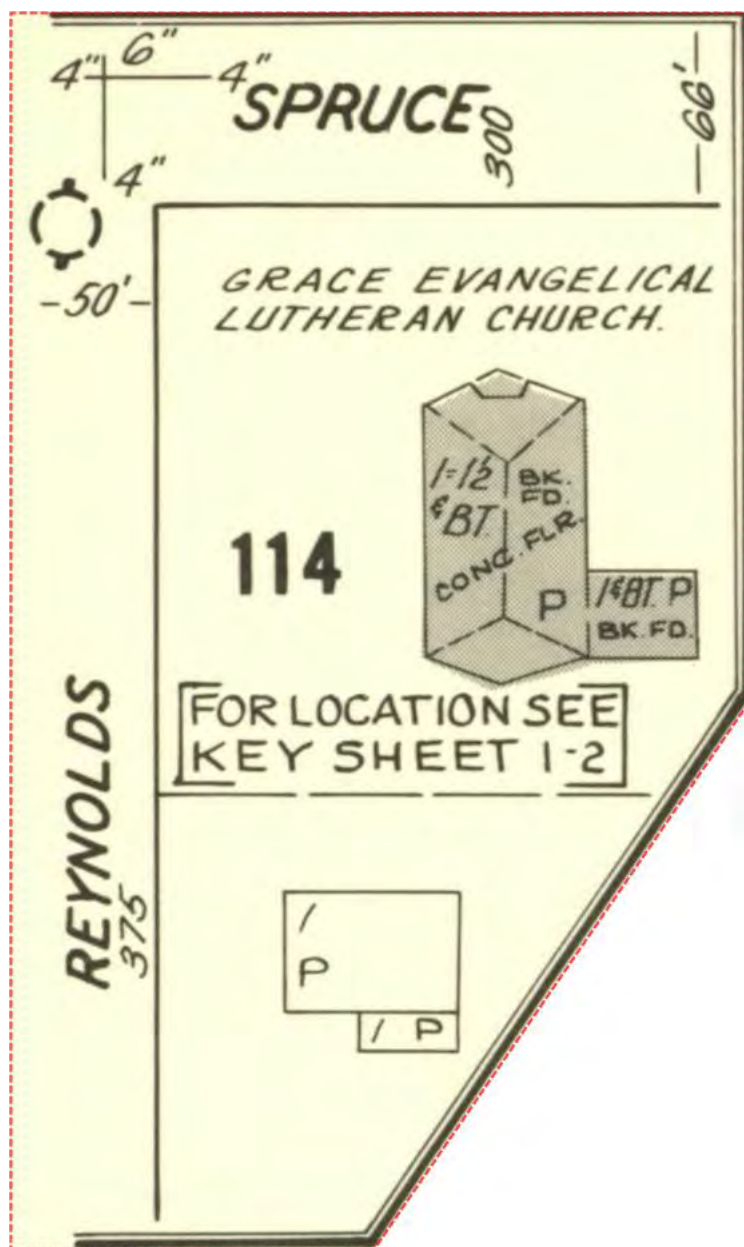 6"
4" 4"
SPRUCE
300
-66'-
4"
-50'-
GRACE EVANGELICAL
LUTHERAN CHURCH.
1=1½
& BT.
BK.
FD.
CONC. FLR.
P
1 & BT. P
BK. FD.
114
FOR LOCATION SEE
KEY SHEET 1-2
REYNOLDS
375
1
P
1 P